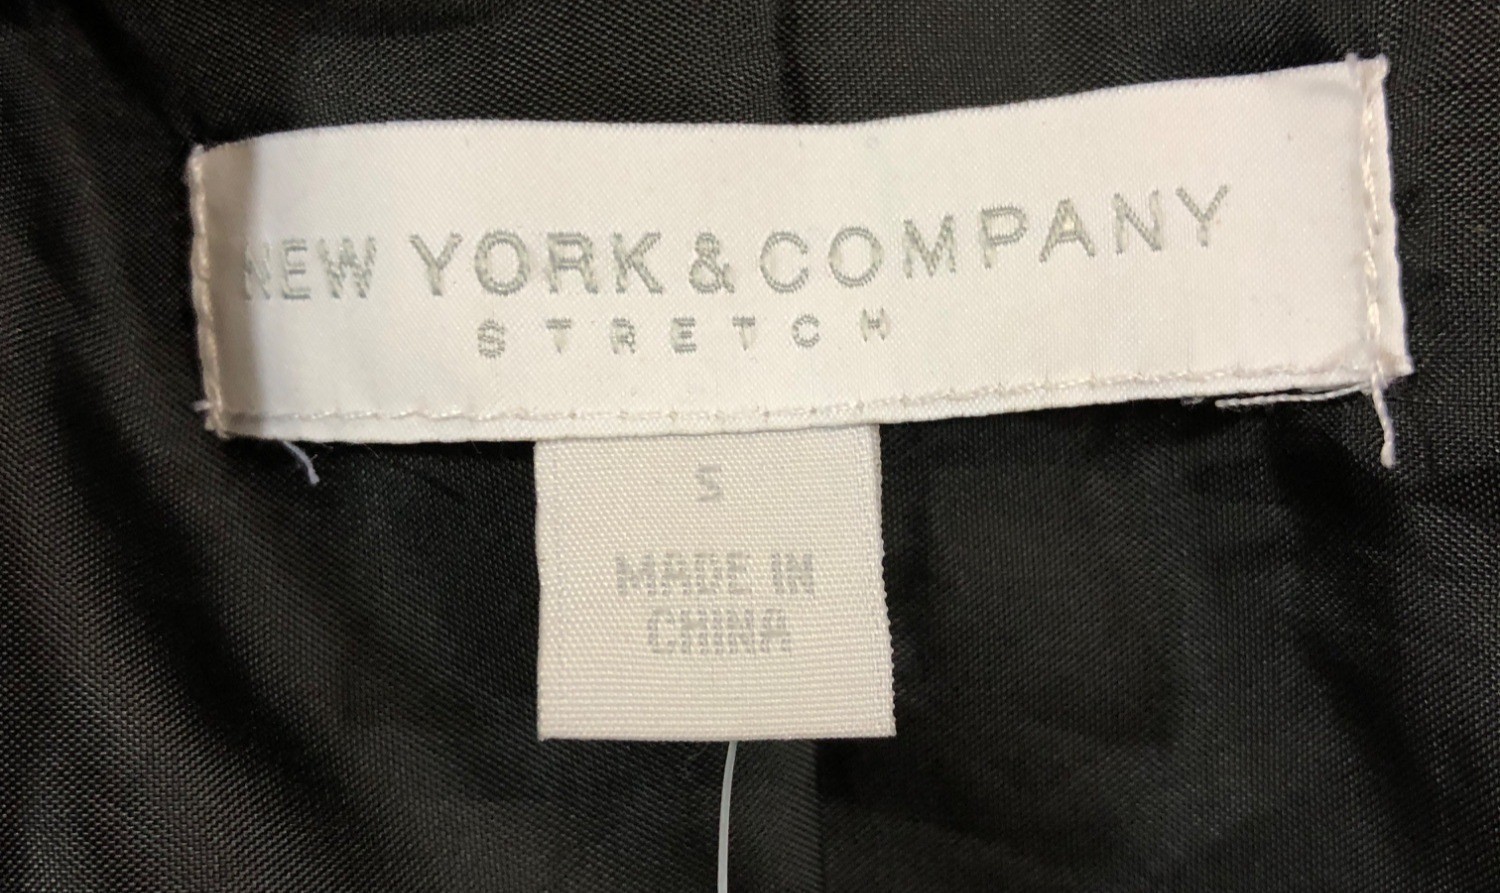 NEW YORK & COMPANY
STRETCH
S
MADE IN
CHINA